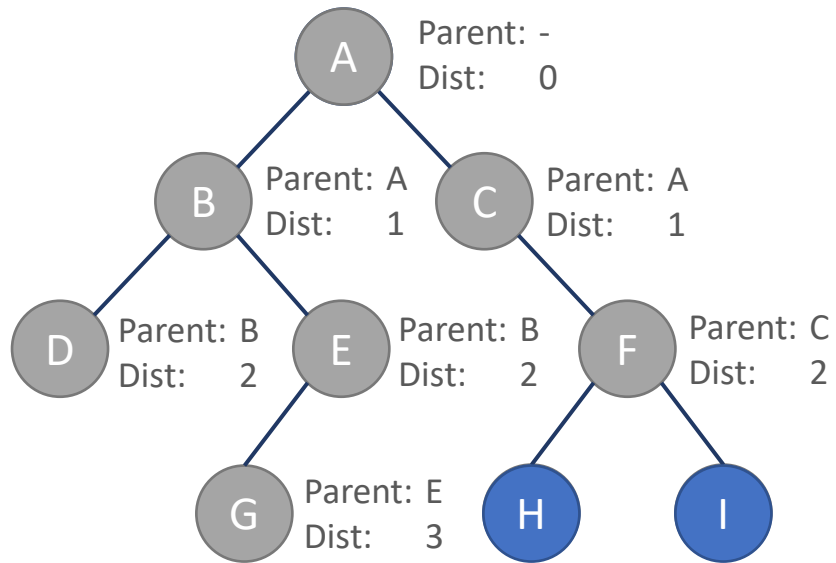 A
Parent: -
Dist: 0
B
Parent: A
Dist: 1
C
Parent: A
Dist: 1
D
Parent: B
Dist: 2
E
Parent: B
Dist: 2
F
Parent: C
Dist: 2
G
Parent: E
Dist: 3
H
I